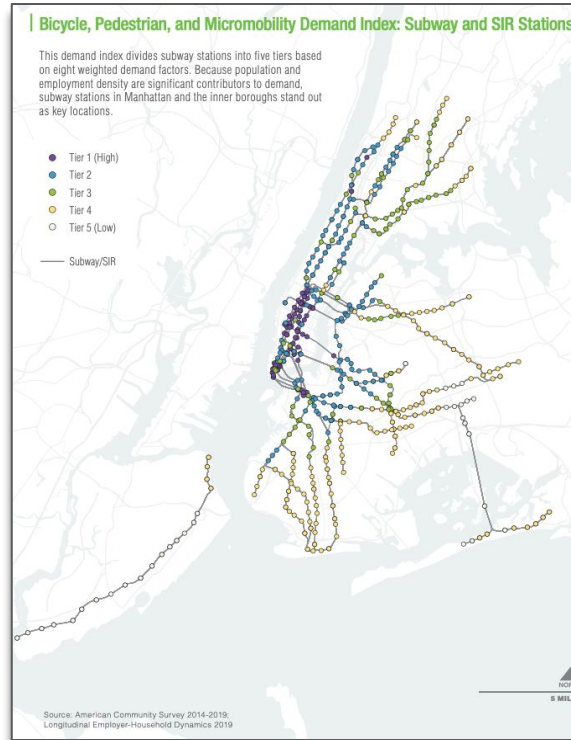 Bicycle, Pedestrian, and Micromobility Demand Index: Subway and SIR Stations
This demand index divides subway stations into five tiers based
on eight weighted demand factors. Because population and
employment density are significant contributors to demand,
subway stations in Manhattan and the inner boroughs stand out
as key locations.
Tier 1 (High)
Tier 2
Tier 3
Tier 4
Tier 5 (Low)
Subway/SIR
5 MIL
Source: American Community Survey 2014-2019;
Longitudinal Employer-Household Dynamics 2019